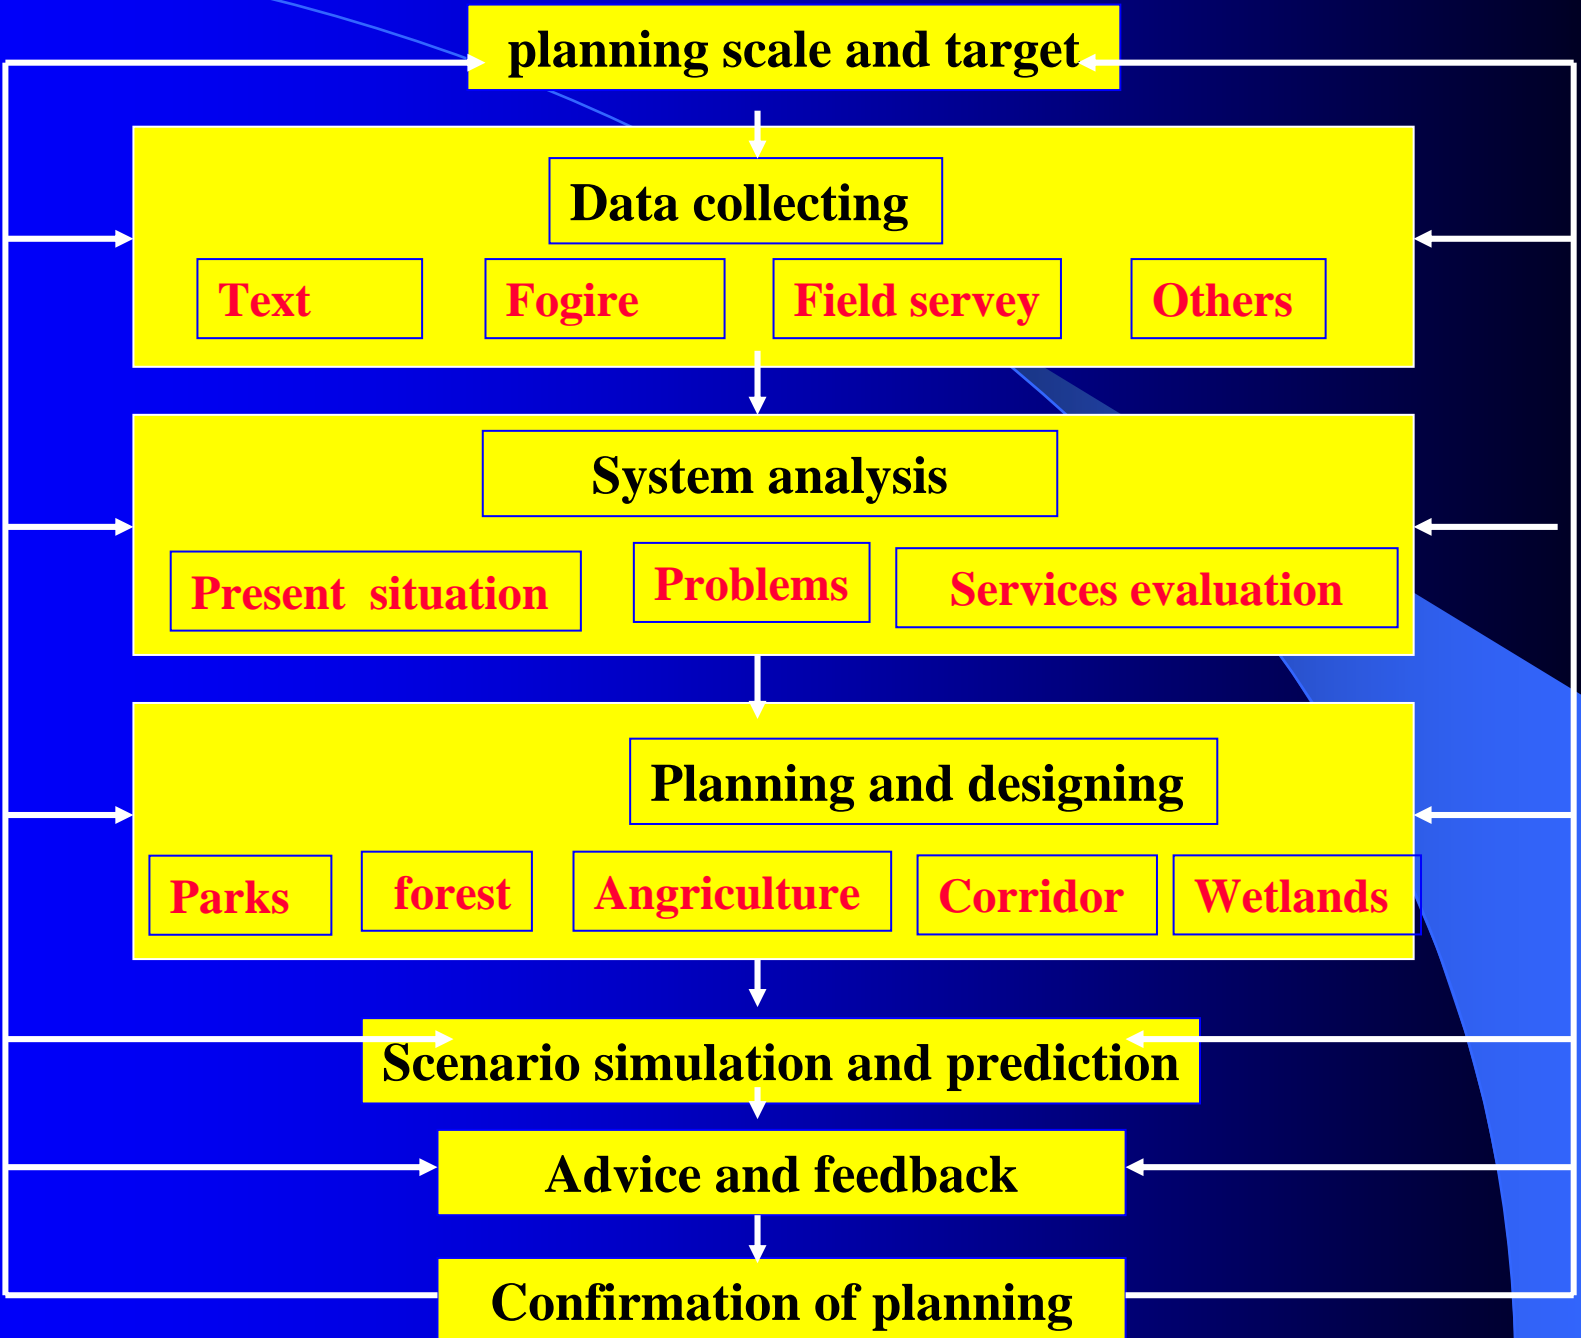 planning scale and target
Data collecting
Text
Fogire
Field servey
Others
System analysis
Present situation
Problems
Services evaluation
Planning and designing
Parks
forest
Angriculture
Corridor
Wetlands
Scenario simulation and prediction
Advice and feedback
Confirmation of planning